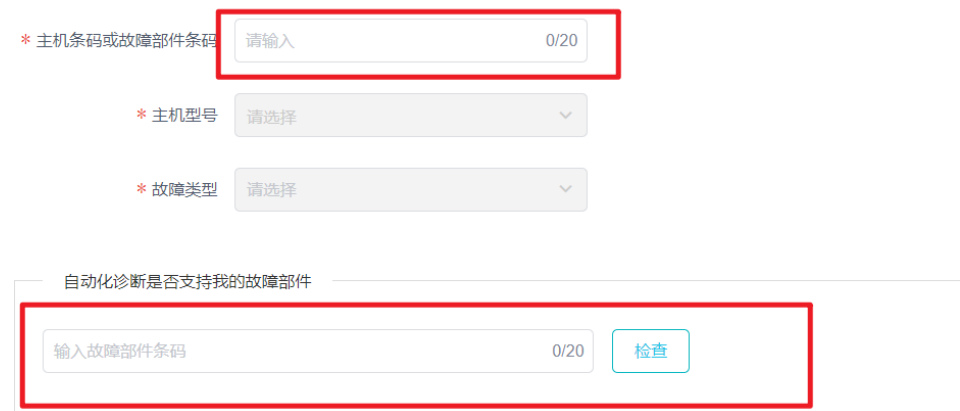 * 主机条码或故障部件条码 请输入 0/20
* 主机型号 请选择
* 故障类型 请选择
自动化诊断是否支持我的故障部件
输入故障部件条码 0/20 检查